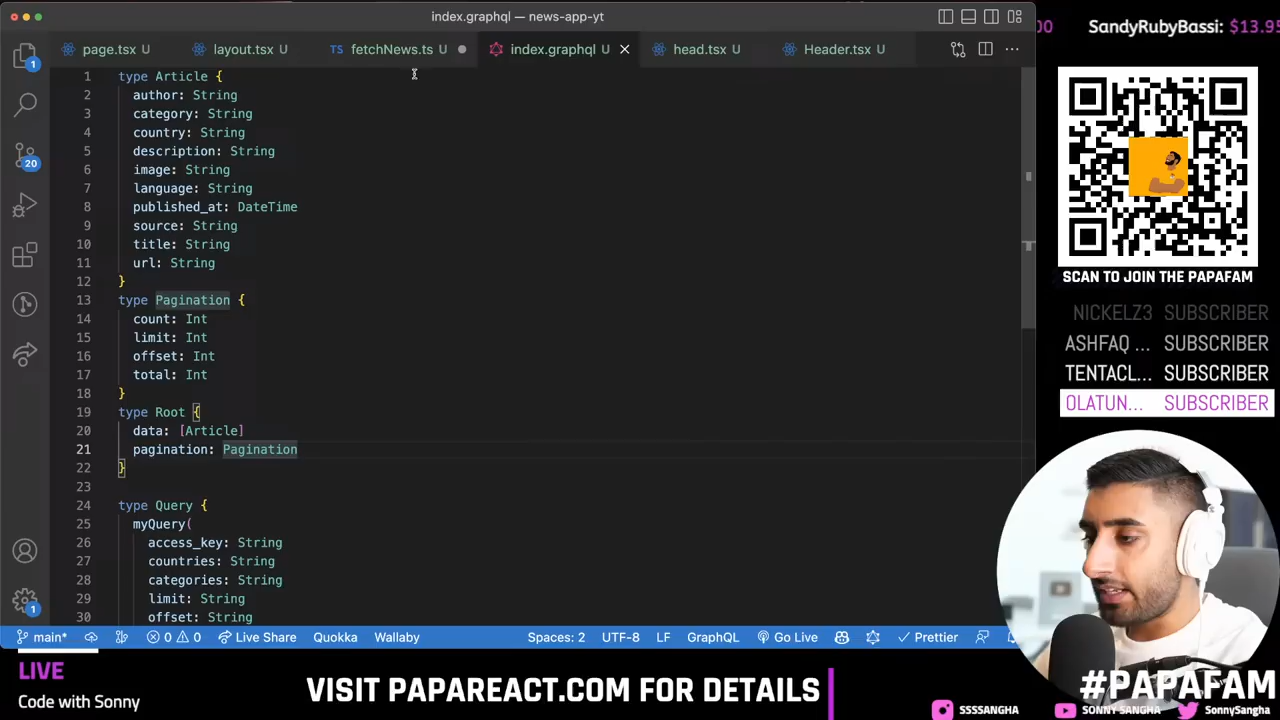 index.graphql — news-app-yt
00 SandyRubyBassi: $13.95
page.tsx U
layout.tsx U
TS fetchNews.ts U
index.graphql U
head.tsx U
Header.tsx U
1
20
1
1 type Article {
2 author: String
3 category: String
4 country: String
5 description: String
6 image: String
7 language: String
8 published_at: DateTime
9 source: String
10 title: String
11 url: String
12 }
13 type Pagination {
14 count: Int
15 limit: Int
16 offset: Int
17 total: Int
18 }
19 type Root {
20 data: [Article]
21 pagination: Pagination
22 }
23
24 type Query {
25 myQuery(
26 access_key: String
27 countries: String
28 categories: String
29 limit: String
30 offset: String
SCAN TO JOIN THE PAPAFAM
NICKELZ3 SUBSCRIBER
ASHFAQ ... SUBSCRIBER
TENTACL... SUBSCRIBER
OLATUN... SUBSCRIBER
main* 0 0 Live Share Quokka Wallaby Spaces: 2 UTF-8 LF GraphQL Go Live Prettier
LIVE
Code with Sonny
VISIT PAPAREACT.COM FOR DETAILS
#PAPAFAM
SSSSANGHA SONNY SANGHA SonnySangha